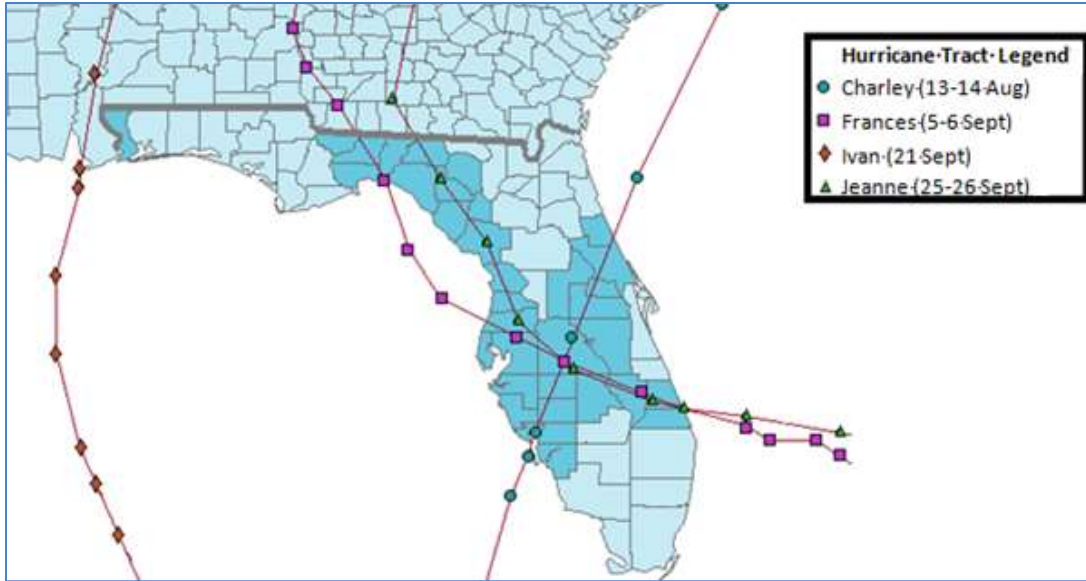 Hurricane·Tract·Legend
Charley·(13-14·Aug)
Frances·(5-6·Sept)
Ivan·(21·Sept)
Jeanne·(25-26·Sept)